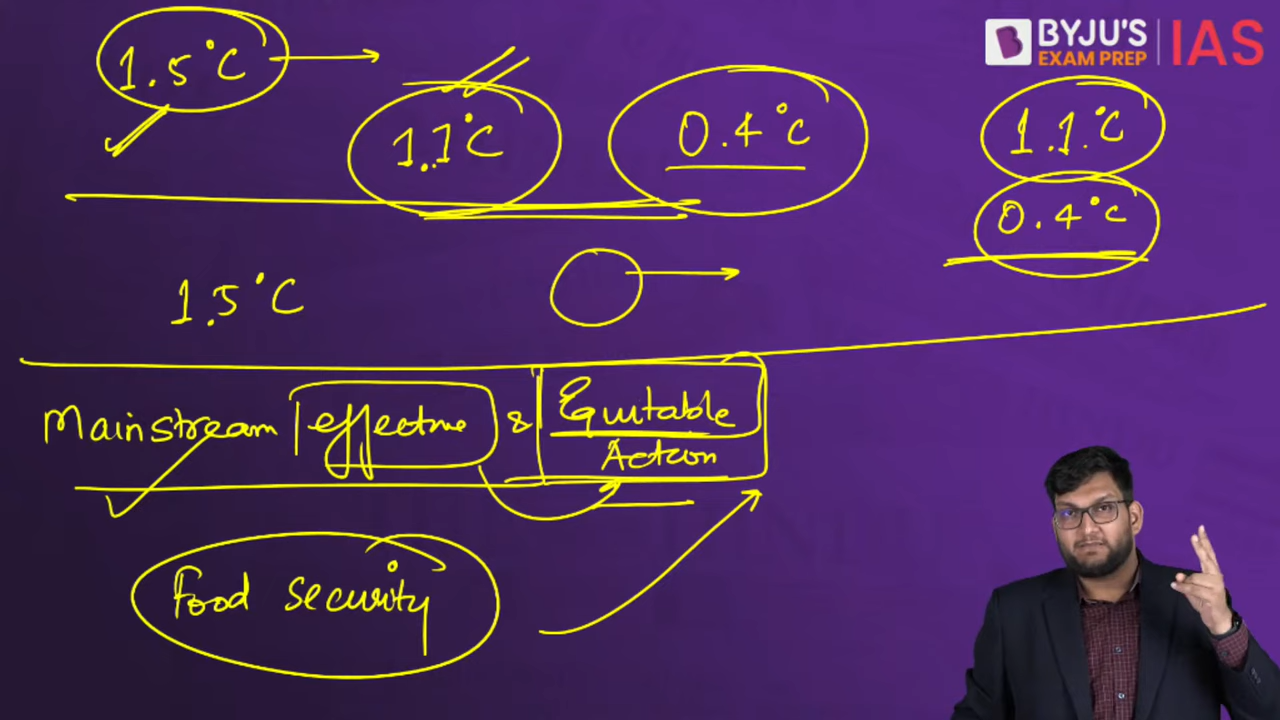 1.5°C
BYJU'S
EXAM PREP
IAS
1.1°C
0.4°C
1.1.°C
0.4°C
1.5°C
Mainstream effective & Equitable
Action
Food security